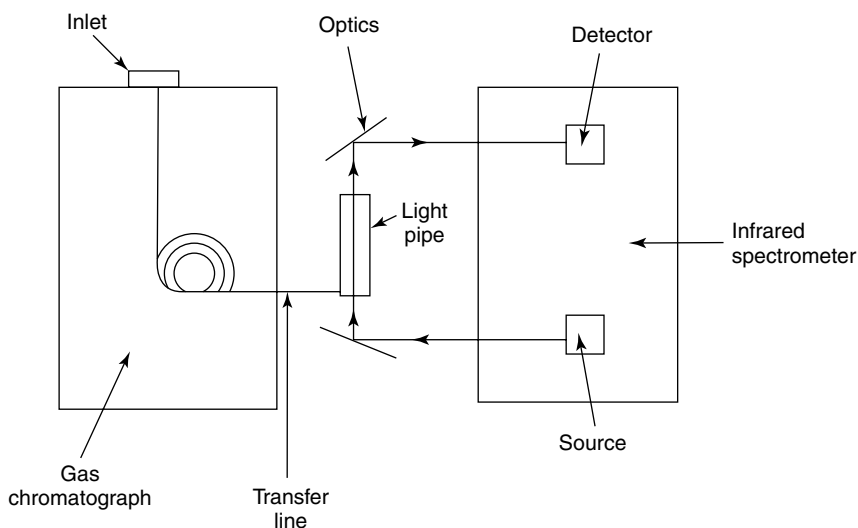 Inlet
Optics
Detector
Light
pipe
Infrared
spectrometer
Source
Gas
chromatograph
Transfer
line